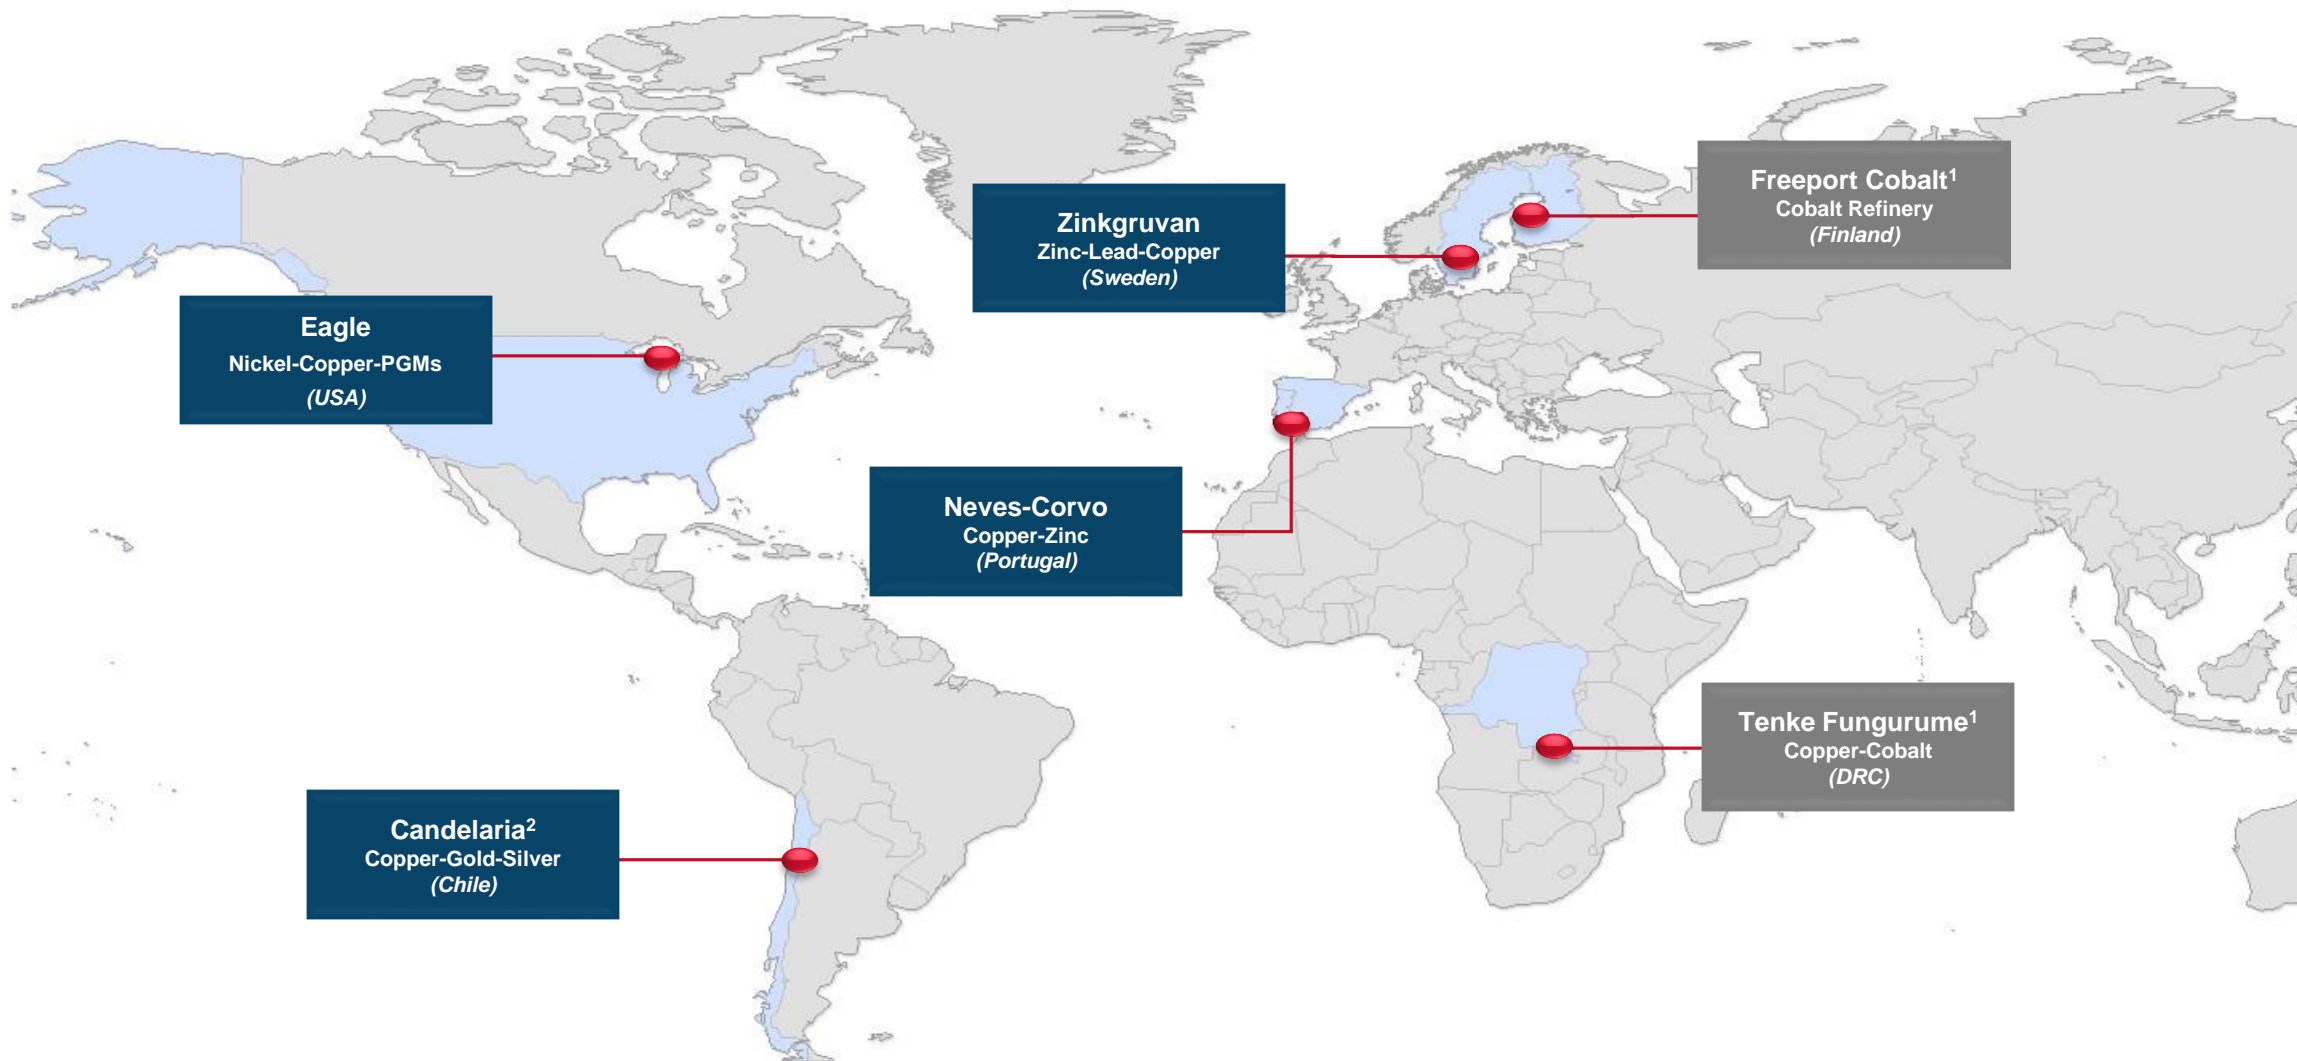 Freeport Cobalt¹
Cobalt Refinery
(Finland)
Zinkgruvan
Zinc-Lead-Copper
(Sweden)
Eagle
Nickel-Copper-PGMs
(USA)
Neves-Corvo
Copper-Zinc
(Portugal)
Tenke Fungurume¹
Copper-Cobalt
(DRC)
Candelaria²
Copper-Gold-Silver
(Chile)